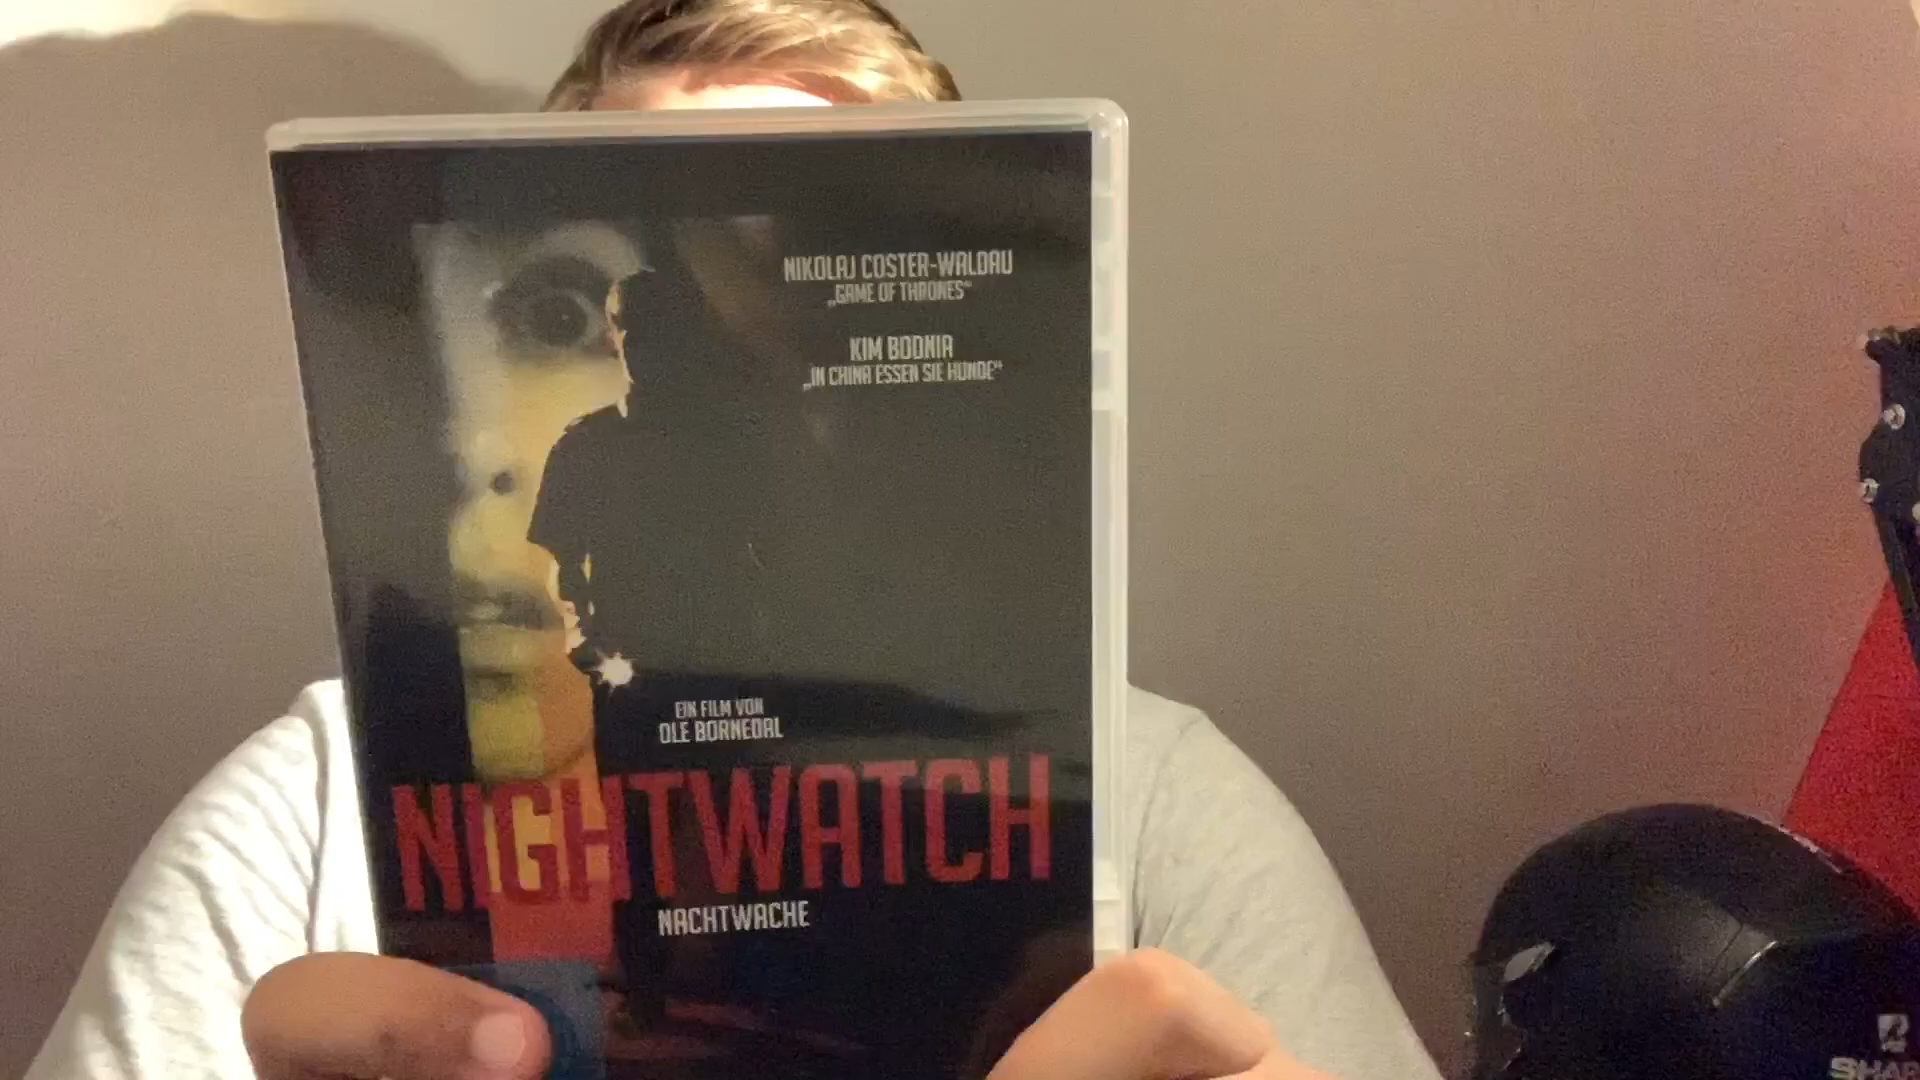 NIKOLAJ COSTER-WALDAU
„GAME OF THRONES“
KIM BODNIA
„IN CHINA ESSEN SIE HUNDE“
EIN FILM VON
OLE BORNEDAL
NIGHTWATCH
NACHTWACHE
SHAR